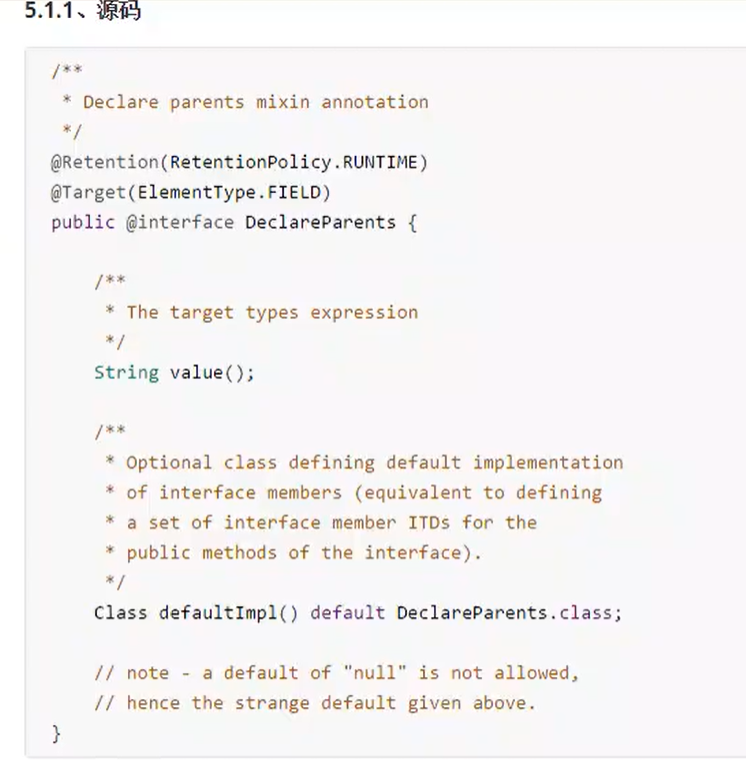 5.1.1、源码
/**
 * Declare parents mixin annotation
 */
@Retention(RetentionPolicy.RUNTIME)
@Target(ElementType.FIELD)
public @interface DeclareParents {
    /**
     * The target types expression
     */
    String value();
    /**
     * Optional class defining default implementation
     * of interface members (equivalent to defining
     * a set of interface member ITDs for the
     * public methods of the interface).
     */
    Class defaultImpl() default DeclareParents.class;
    // note - a default of "null" is not allowed,
    // hence the strange default given above.
}